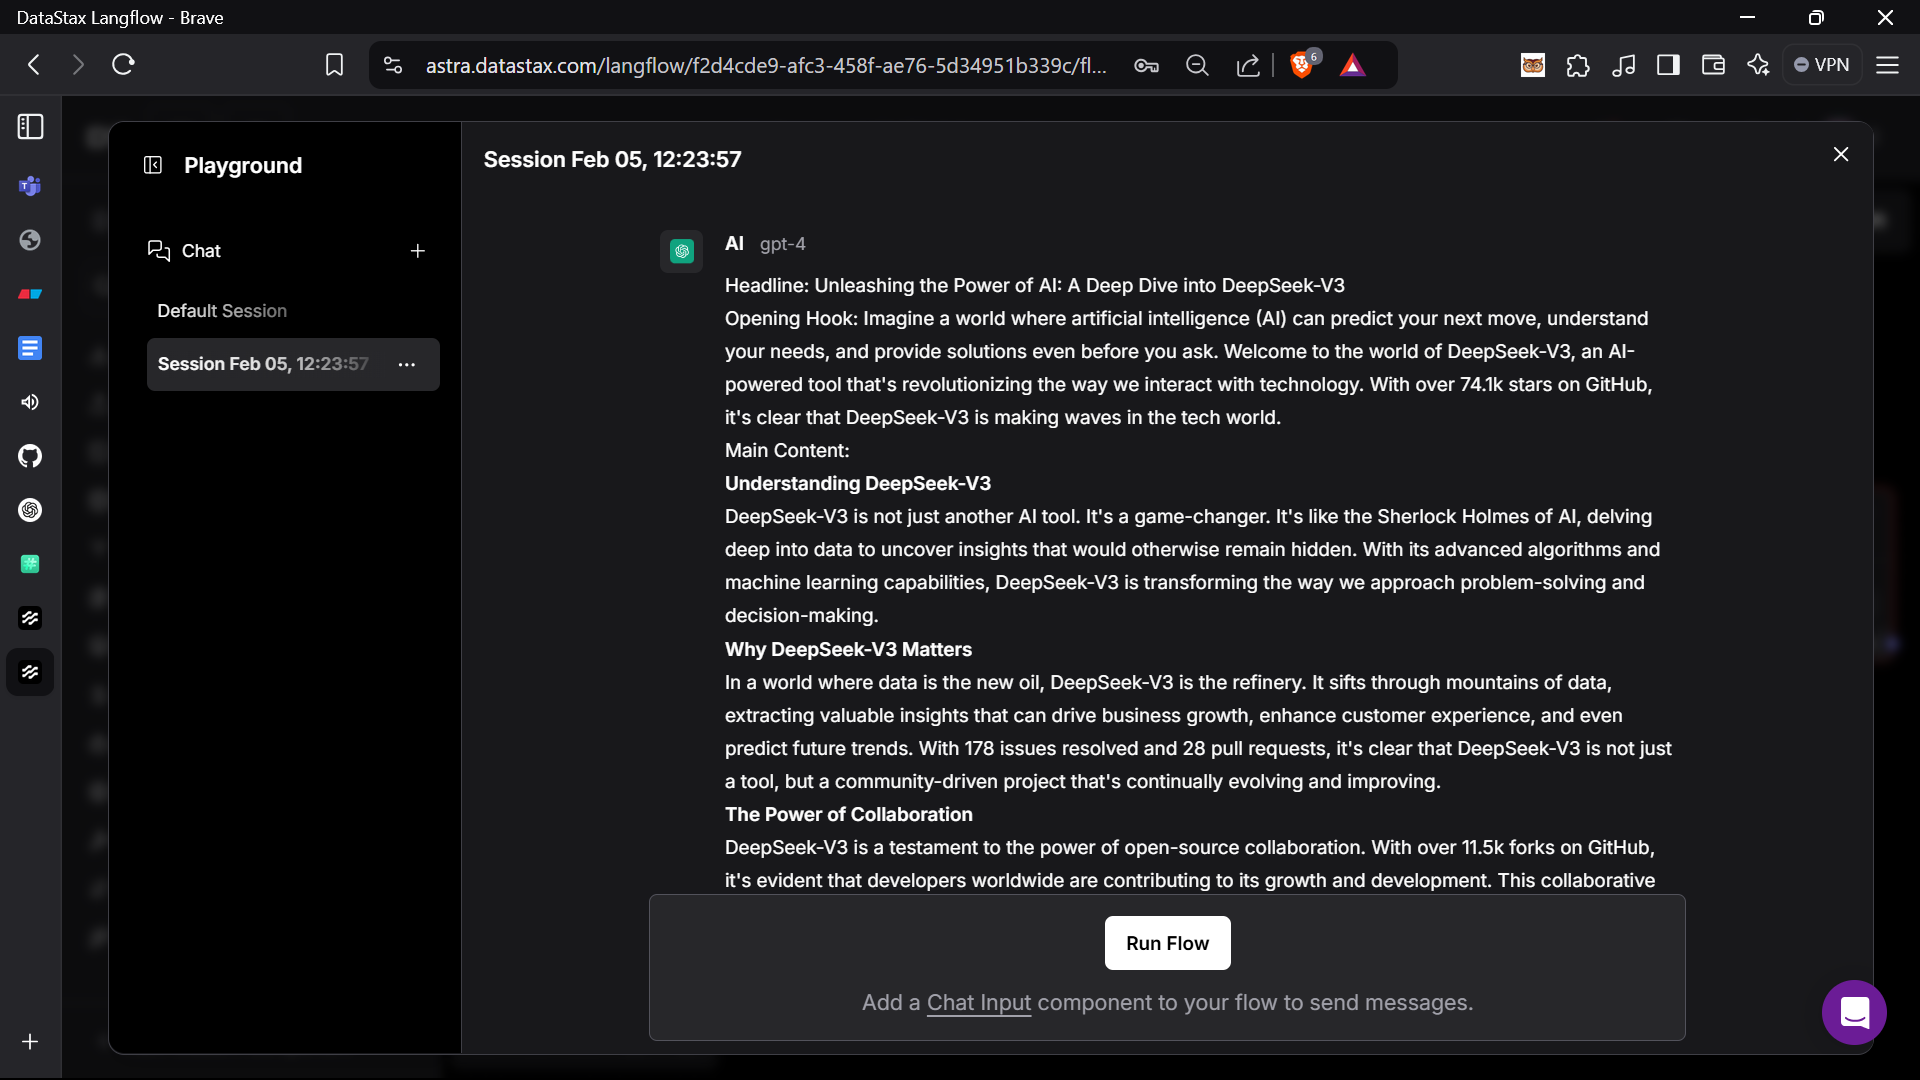 DataStax Langflow - Brave
astra.datastax.com/langflow/f2d4cde9-afc3-458f-ae76-5d34951b339c/fl...
6
VPN
Playground
Chat
Default Session
Session Feb 05, 12:23:57
Session Feb 05, 12:23:57
AI gpt-4
Headline: Unleashing the Power of AI: A Deep Dive into DeepSeek-V3
Opening Hook: Imagine a world where artificial intelligence (AI) can predict your next move, understand
your needs, and provide solutions even before you ask. Welcome to the world of DeepSeek-V3, an AI-
powered tool that's revolutionizing the way we interact with technology. With over 74.1k stars on GitHub,
it's clear that DeepSeek-V3 is making waves in the tech world.
Main Content:
Understanding DeepSeek-V3
DeepSeek-V3 is not just another AI tool. It's a game-changer. It's like the Sherlock Holmes of AI, delving
deep into data to uncover insights that would otherwise remain hidden. With its advanced algorithms and
machine learning capabilities, DeepSeek-V3 is transforming the way we approach problem-solving and
decision-making.
Why DeepSeek-V3 Matters
In a world where data is the new oil, DeepSeek-V3 is the refinery. It sifts through mountains of data,
extracting valuable insights that can drive business growth, enhance customer experience, and even
predict future trends. With 178 issues resolved and 28 pull requests, it's clear that DeepSeek-V3 is not just
a tool, but a community-driven project that's continually evolving and improving.
The Power of Collaboration
DeepSeek-V3 is a testament to the power of open-source collaboration. With over 11.5k forks on GitHub,
it's evident that developers worldwide are contributing to its growth and development. This collaborative
Run Flow
Add a Chat Input component to your flow to send messages.